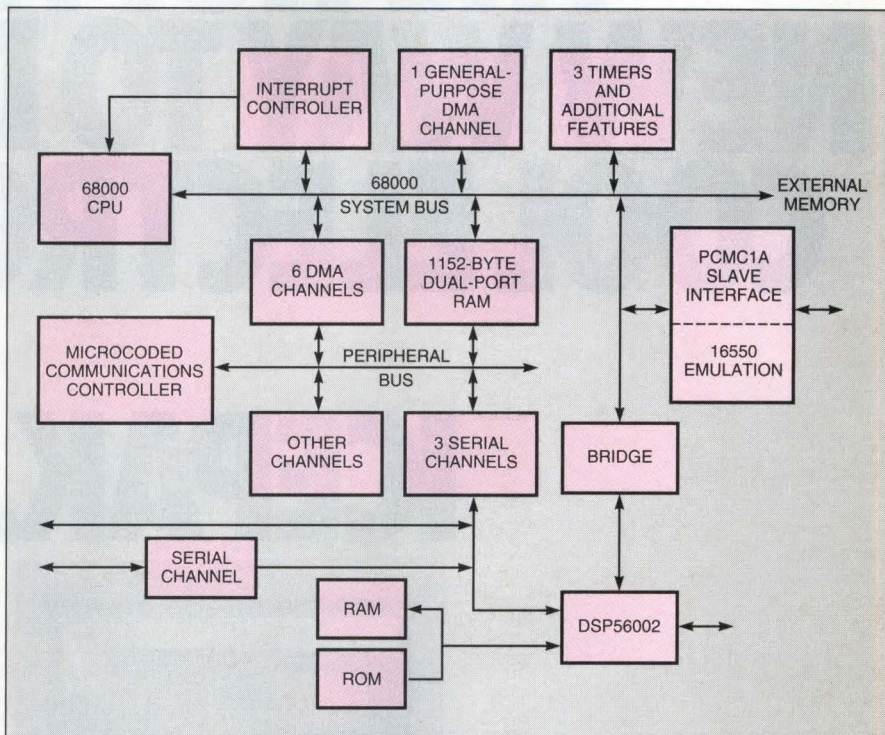 INTERRUPT
CONTROLLER
1 GENERAL-
PURPOSE
DMA
CHANNEL
3 TIMERS
AND
ADDITIONAL
FEATURES
68000
CPU
68000
SYSTEM BUS
EXTERNAL
MEMORY
6 DMA
CHANNELS
1152-BYTE
DUAL-PORT
RAM
PCMC1A
SLAVE
INTERFACE
16550
EMULATION
MICROCODED
COMMUNICATIONS
CONTROLLER
PERIPHERAL
BUS
OTHER
CHANNELS
3 SERIAL
CHANNELS
BRIDGE
SERIAL
CHANNEL
RAM
ROM
DSP56002